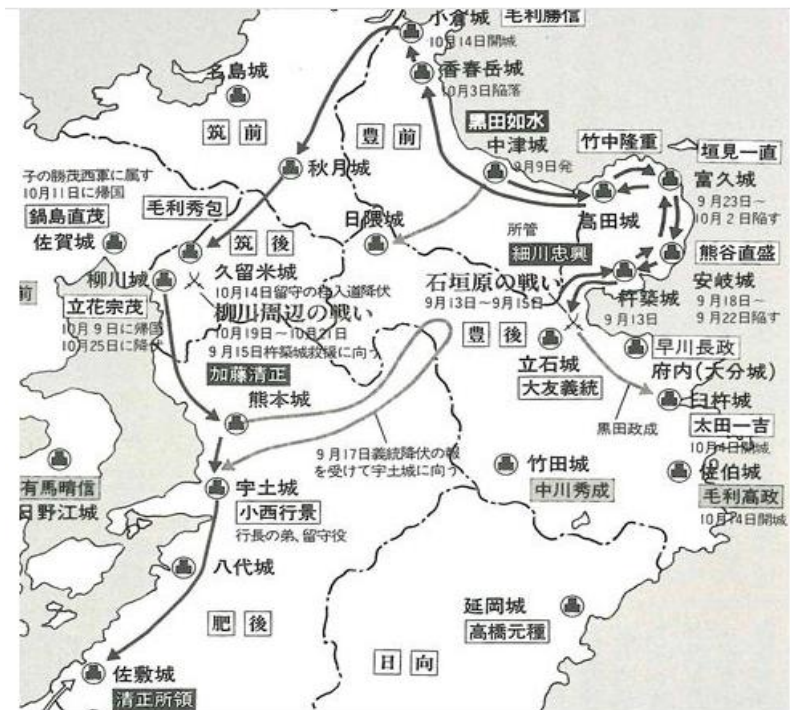 小倉城
毛利勝信
10月14日開城
香春岳城
10月3日陥落
名島城
筑前
豊前
黒田如水
中津城
9月9日発
竹中隆重
垣見一直
秋月城
富久城
9月23日～
10月2日陥す
高田城
子の勝茂西軍に属す
10月11日に帰国
鍋島直茂
佐賀城
毛利秀包
筑後
日隈城
所管
細川忠興
熊谷直盛
安岐城
9月18日～
9月22日陥す
久留米城
10月14日留守の桂入道降伏
石垣原の戦い
9月13日～9月15日
杵築城
9月13日
前
柳川城
立花宗茂
10月9日に帰国
10月25日に降伏
柳川周辺の戦い
10月19日～10月21日
9月15日杵築城救援に向う
豊後
立石城
大友義統
早川長政
府内(大分城)
加藤清正
熊本城
臼杵城
太田一吉
10月4日開城
黒田政成
9月17日義統降伏の報
を受けて宇土城に向う
竹田城
中川秀成
佐伯城
毛利高政
10月14日開城
有馬晴信
日野江城
宇土城
小西行景
行長の弟、留守役
八代城
肥後
延岡城
高橋元種
日向
佐敷城
清正所領